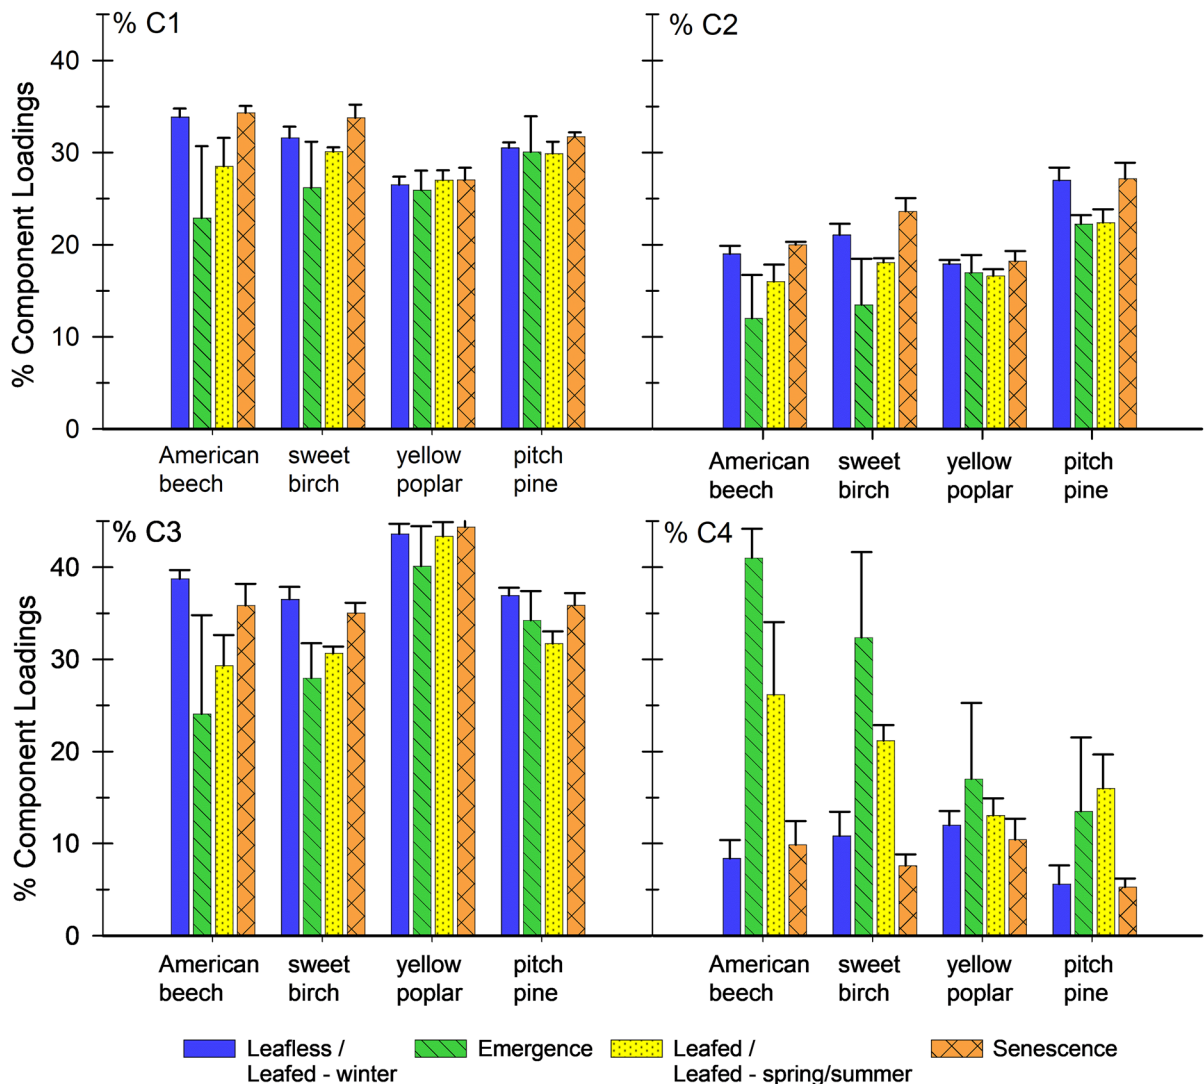 % C1
% C2
% Component Loadings
40
30
20
10
0
American
beech
sweet
birch
yellow
poplar
pitch
pine
American
beech
sweet
birch
yellow
poplar
pitch
pine
% C3
% C4
% Component Loadings
40
30
20
10
0
American
beech
sweet
birch
yellow
poplar
pitch
pine
American
beech
sweet
birch
yellow
poplar
pitch
pine
Leafless /
Leafed - winter
Emergence
Leafed /
Leafed - spring/summer
Senescence